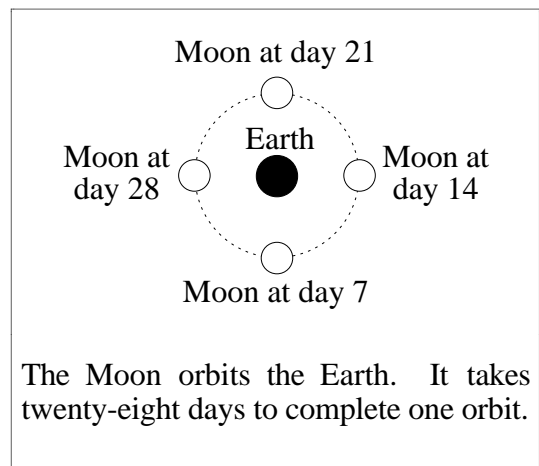 Moon at day 21
Earth
Moon at
day 28
Moon at
day 14
Moon at day 7
The Moon orbits the Earth. It takes
twenty-eight days to complete one orbit.